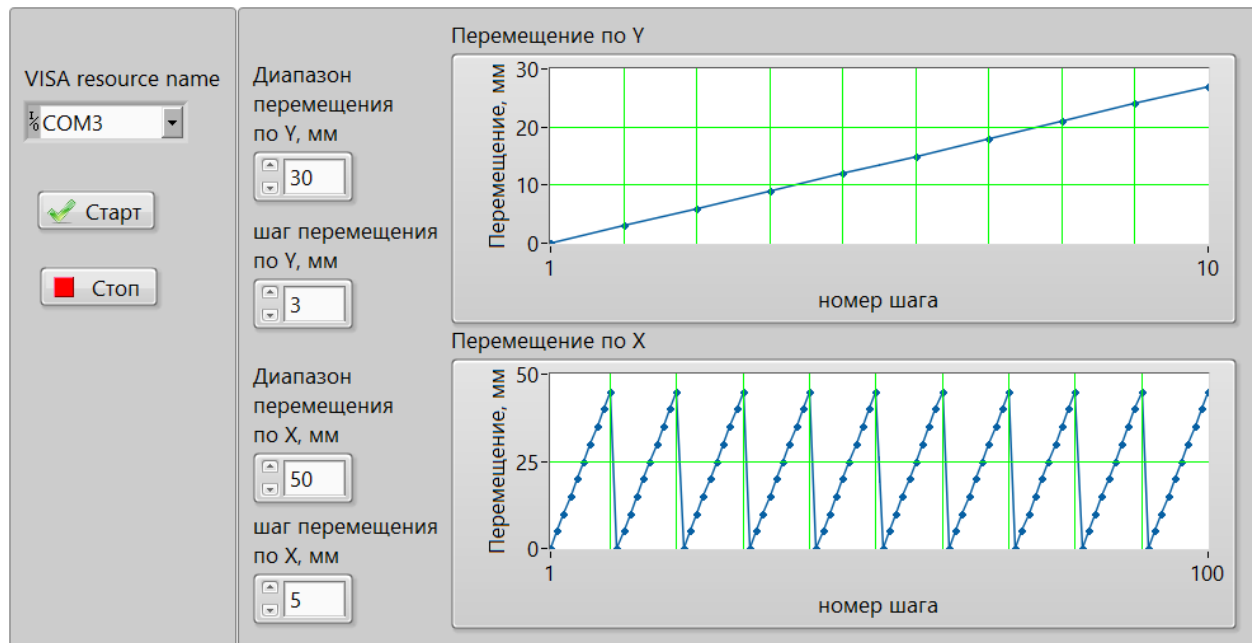 VISA resource name
COM3
Старт
Стоп
Диапазон
перемещения
по Y, мм
30
шаг перемещения
по Y, мм
3
Диапазон
перемещения
по X, мм
50
шаг перемещения
по X, мм
5
Перемещение по Y
Перемещение, мм
30
20
10
0
1
10
номер шага
Перемещение по X
Перемещение, мм
50
25
0
1
100
номер шага